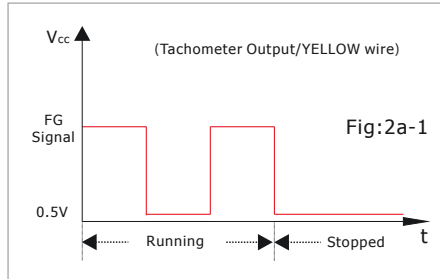 Vcc
(Tachometer Output/YELLOW wire)
FG
Signal
Fig:2a-1
0.5V
t
Running
Stopped